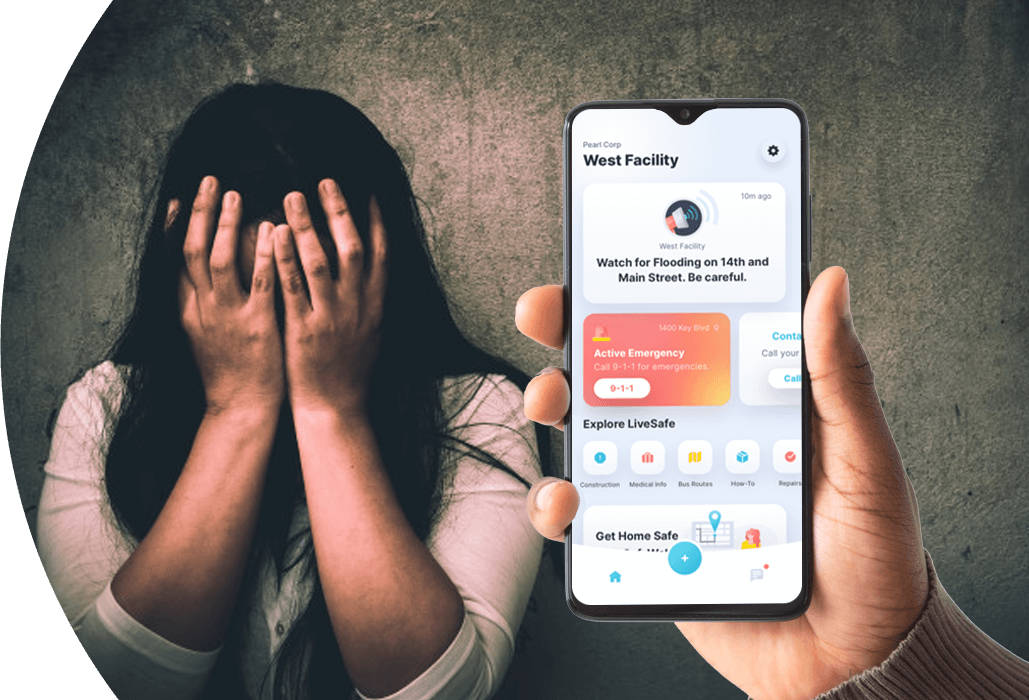 Pearl Corp
West Facility
10m ago
West Facility
Watch for Flooding on 14th and
Main Street. Be careful.
1400 Key Blvd
Active Emergency
Call 9-1-1 for emergencies.
9-1-1
Conta
Call your
Call
Explore LiveSafe
Construction
Medical Info
Bus Routes
How-To
Repairs
Get Home Safe